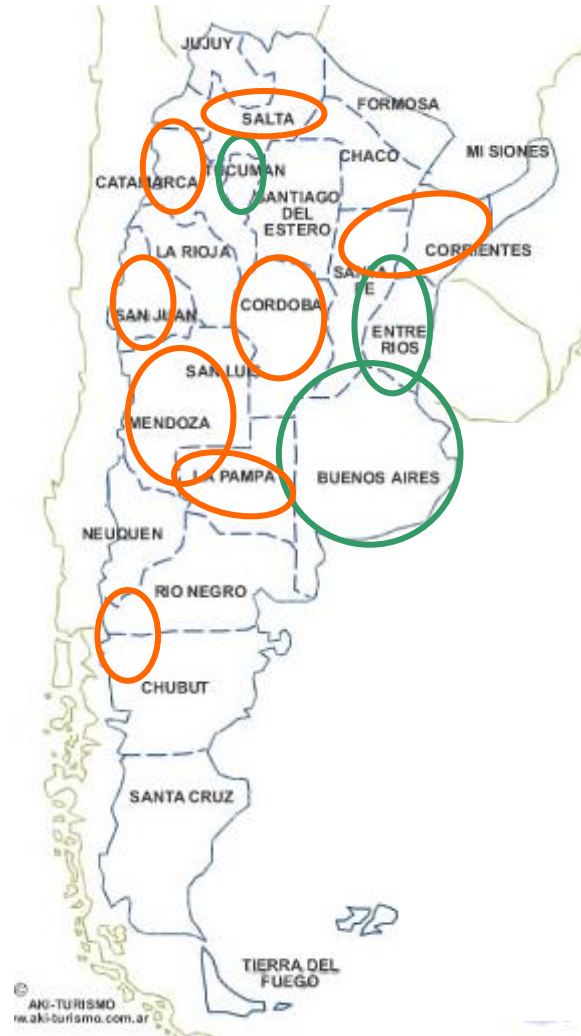 JUJUY
SALTA
FORMOSA
CHACO
MISIONES
CATAMARCA
TUCUMAN
SANTIAGO
DEL
ESTERO
CORRIENTES
LA RIOJA
SANTA
FE
SAN JUAN
CORDOBA
ENTRE
RIOS
SAN LUIS
MENDOZA
LA PAMPA
BUENOS AIRES
NEUQUEN
RIO NEGRO
CHUBUT
SANTA CRUZ
TIERRA DEL
FUEGO
©
AKI-TURISMO
w.aki-turismo.com.ar